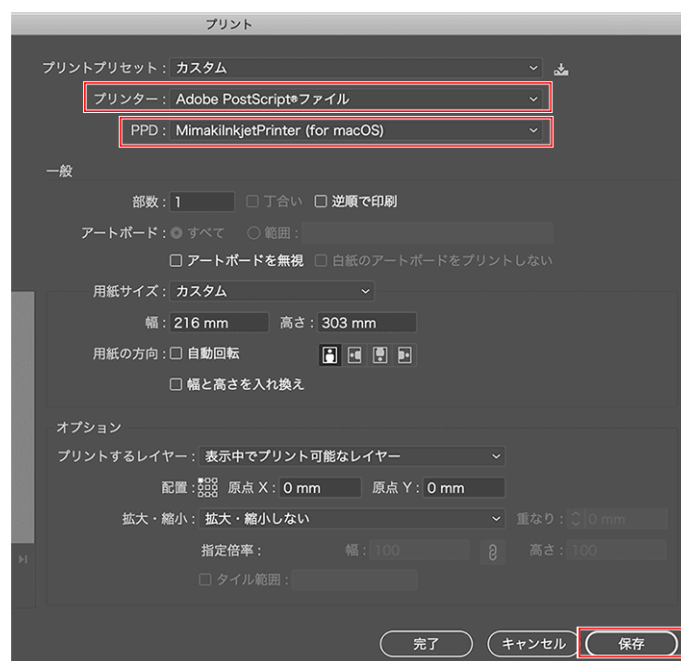 プリント
プリントプリセット： カスタム
プリンター： Adobe PostScript®ファイル
PPD： MimakiInkjetPrinter (for macOS)
一般
部数： 1 丁合い 逆順で印刷
アートボード： すべて 範囲：
アートボードを無視 白紙のアートボードをプリントしない
用紙サイズ： カスタム
幅： 216 mm 高さ： 303 mm
用紙の方向： 自動回転
幅と高さを入れ換え
オプション
プリントするレイヤー： 表示中でプリント可能なレイヤー
配置： 原点 X： 0 mm 原点 Y： 0 mm
拡大・縮小： 拡大・縮小しない 重なり： 0 mm
指定倍率： 幅： 100 高さ： 100
タイル範囲：
完了 キャンセル 保存